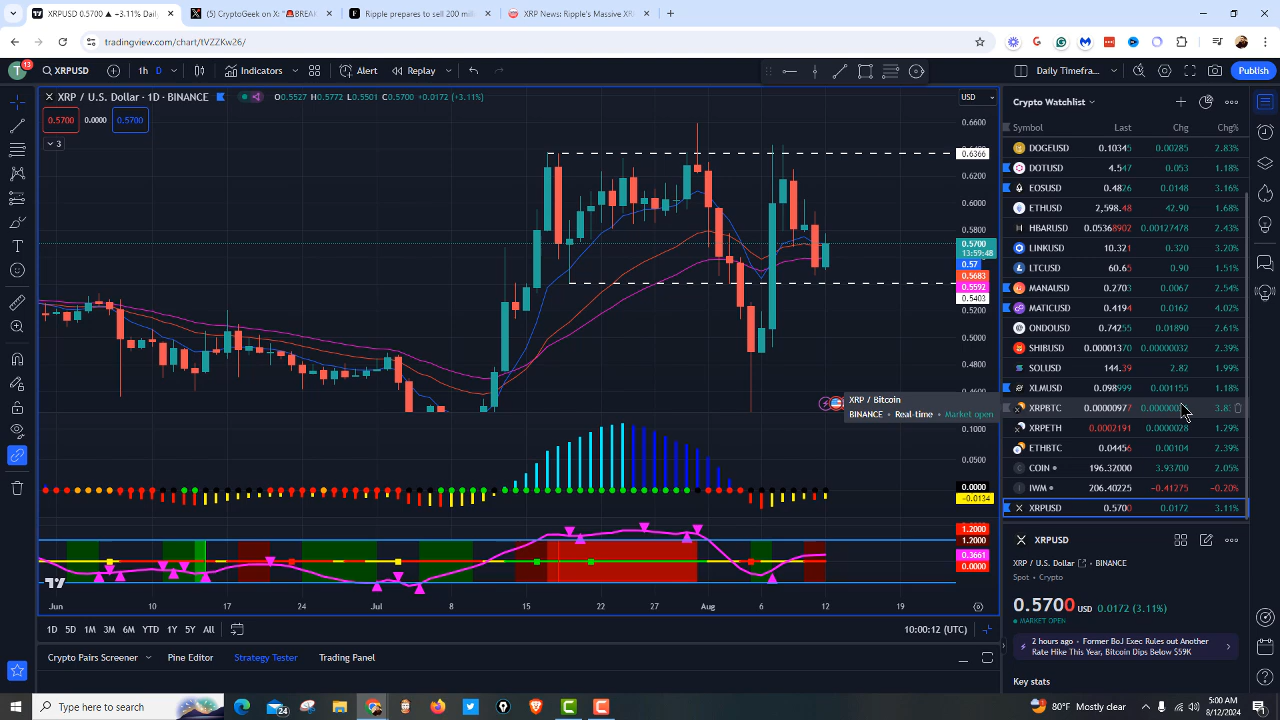 XRPUSD 0.5700 ▲ +3.11% Dail
CryptoGeek on X: "🚨BREAK
Ripple prepares to sell 200 mil
XRP News: Ripple's Massive XR
tradingview.com/chart/tVZZKw26/
T 13 XRPUSD 1h D Indicators Alert Replay Daily Timefra... Publish
XRP / U.S. Dollar · 1D · BINANCE O0.5527 H0.5772 L0.5501 C0.5700 +0.0172 (+3.11%)
0.5700 0.0000 0.5700
3
USD
0.6600
0.6366
0.6200
0.6000
0.5800
0.5700
13:59:48
0.57
0.5683
0.5592
0.5403
0.5200
0.5000
0.4800
0.1000
0.0500
0.0000
-0.0134
1.2000
1.2000
0.3661
0.0000
XRP / Bitcoin
BINANCE • Real-time • Market open
Jun 10 17 24 Jul 8 15 22 27 Aug 6 12 19
1D 5D 1M 3M 6M YTD 1Y 5Y All 10:00:12 (UTC)
Crypto Pairs Screener Pine Editor Strategy Tester Trading Panel
Crypto Watchlist
Symbol Last Chg Chg%
DOGEUSD 0.10345 0.00285 2.83%
DOTUSD 4.547 0.053 1.18%
EOSUSD 0.4826 0.0148 3.16%
ETHUSD 2,598.48 42.90 1.68%
HBARUSD 0.05368902 0.00127478 2.43%
LINKUSD 10.321 0.320 3.20%
LTCUSD 60.65 0.90 1.51%
MANAUSD 0.2703 0.0067 2.54%
MATICUSD 0.4194 0.0162 4.02%
ONDOUSD 0.74255 0.01890 2.61%
SHIBUSD 0.00001370 0.00000032 2.39%
SOLUSD 144.39 2.82 1.99%
XLMUSD 0.098999 0.001155 1.18%
XRPBTC 0.00000977
XRPETH 0.0002191 0.0000028 1.29%
ETHBTC 0.04456 0.00104 2.39%
COIN 196.32000 3.93700 2.05%
IWM 206.40225 -0.41275 -0.20%
XRPUSD 0.5700 0.0172 3.11%
XRPUSD
XRP / U.S. Dollar • BINANCE
Spot • Crypto
0.5700 USD 0.0172 (3.11%)
MARKET OPEN
2 hours ago • Former BoJ Exec Rules out Another
Rate Hike This Year, Bitcoin Dips Below $59K
Key stats
Type here to search
24
80°F Mostly clear
5:00 AM
8/12/2024